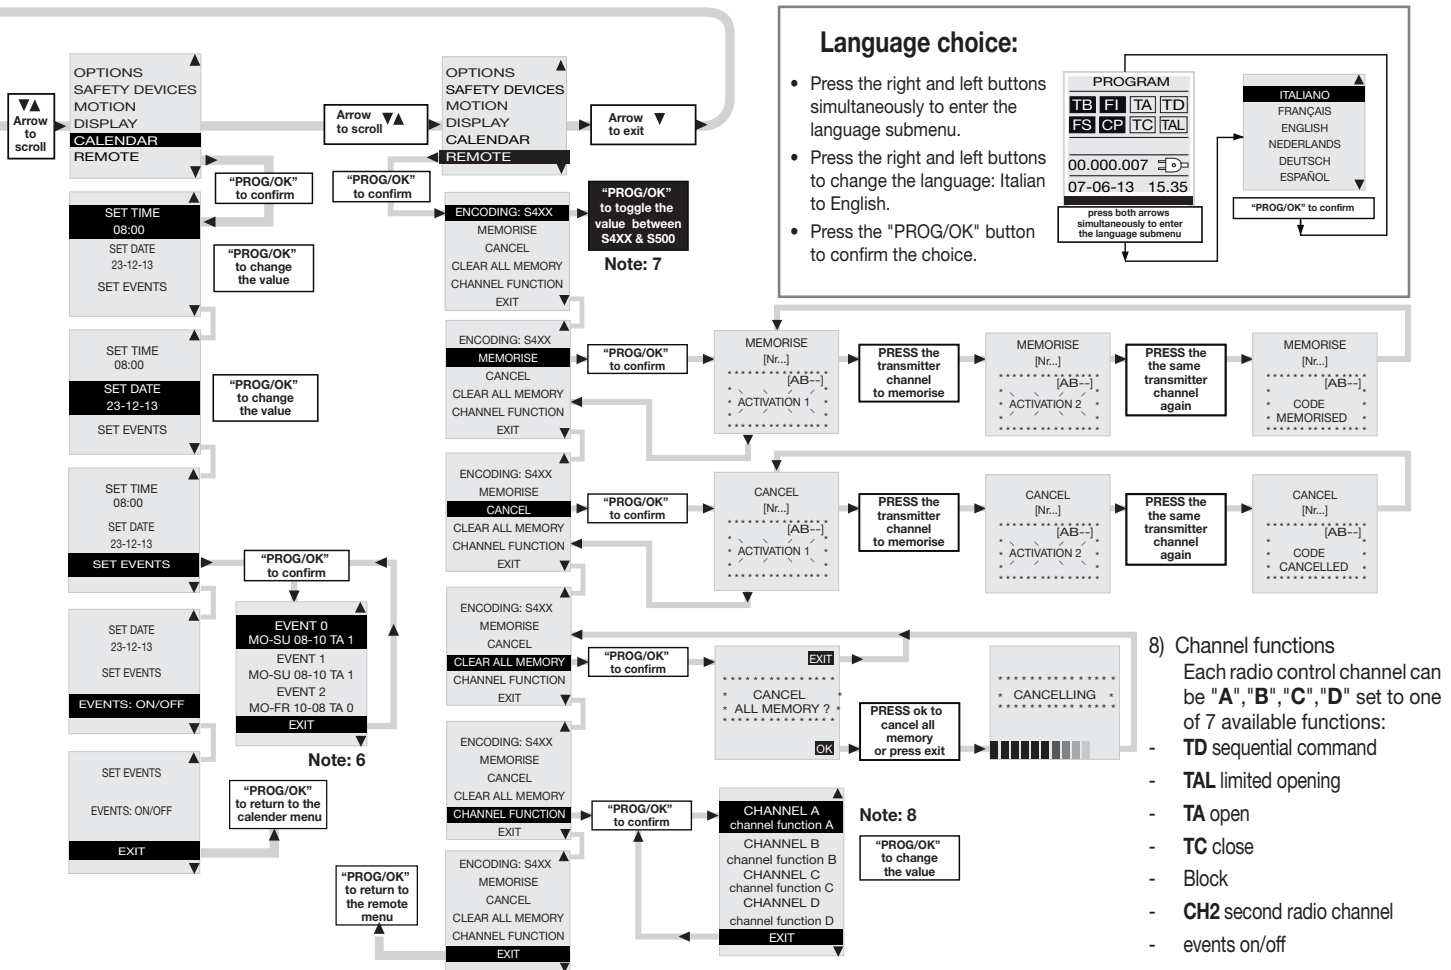 ▼▲
Arrow
to
scroll
OPTIONS
SAFETY DEVICES
MOTION
DISPLAY
CALENDAR
REMOTE
"PROG/OK"
to confirm
SET TIME
08:00
SET DATE
23-12-13
SET EVENTS
"PROG/OK"
to change
the value
SET TIME
08:00
SET DATE
23-12-13
SET EVENTS
"PROG/OK"
to change
the value
SET TIME
08:00
SET DATE
23-12-13
SET EVENTS
"PROG/OK"
to confirm
EVENT 0
MO-SU 08-10 TA 1
EVENT 1
MO-SU 08-10 TA 1
EVENT 2
MO-FR 10-08 TA 0
EXIT
Note: 6
SET DATE
23-12-13
SET EVENTS
EVENTS: ON/OFF
SET EVENTS
EVENTS: ON/OFF
EXIT
"PROG/OK"
to return to the
calender menu
Arrow ▼▲
to scroll
OPTIONS
SAFETY DEVICES
MOTION
DISPLAY
CALENDAR
REMOTE
Arrow ▼
to exit
"PROG/OK"
to confirm
ENCODING: S4XX
MEMORISE
CANCEL
CLEAR ALL MEMORY
CHANNEL FUNCTION
EXIT
"PROG/OK"
to toggle the
value between
S4XX & S500
Note: 7
ENCODING: S4XX
MEMORISE
CANCEL
CLEAR ALL MEMORY
CHANNEL FUNCTION
EXIT
"PROG/OK"
to confirm
MEMORISE
[Nr...]
[AB--]
ACTIVATION 1
PRESS the
transmitter
channel
to memorise
MEMORISE
[Nr...]
[AB--]
ACTIVATION 2
PRESS the
the same
transmitter
channel
again
MEMORISE
[Nr...]
[AB--]
CODE
MEMORISED
ENCODING: S4XX
MEMORISE
CANCEL
CLEAR ALL MEMORY
CHANNEL FUNCTION
EXIT
"PROG/OK"
to confirm
CANCEL
[Nr...]
[AB--]
ACTIVATION 1
PRESS the
transmitter
channel
to memorise
CANCEL
[Nr...]
[AB--]
ACTIVATION 2
PRESS the
the same
transmitter
channel
again
CANCEL
[Nr...]
[AB--]
CODE
CANCELLED
ENCODING: S4XX
MEMORISE
CANCEL
CLEAR ALL MEMORY
CHANNEL FUNCTION
EXIT
"PROG/OK"
to confirm
EXIT
CANCEL
ALL MEMORY ?
OK
PRESS ok to
cancel all
memory
or press exit
CANCELLING
ENCODING: S4XX
MEMORISE
CANCEL
CLEAR ALL MEMORY
CHANNEL FUNCTION
EXIT
"PROG/OK"
to confirm
CHANNEL A
channel function A
CHANNEL B
channel function B
CHANNEL C
channel function C
CHANNEL D
channel function D
EXIT
Note: 8
"PROG/OK"
to change
the value
ENCODING: S4XX
MEMORISE
CANCEL
CLEAR ALL MEMORY
CHANNEL FUNCTION
EXIT
"PROG/OK"
to return to
the remote
menu
Language choice:
• Press the right and left buttons
simultaneously to enter the
language submenu.
• Press the right and left buttons
to change the language: Italian
to English.
• Press the "PROG/OK" button
to confirm the choice.
PROGRAM
TB FI TA TD
FS CP TC TAL
00.000.007
07-06-13 15.35
press both arrows
simultaneously to enter
the language submenu
ITALIANO
FRANÇAIS
ENGLISH
NEDERLANDS
DEUTSCH
ESPAÑOL
"PROG/OK" to confirm
8) Channel functions
Each radio control channel can
be "A","B","C","D" set to one
of 7 available functions:
- TD sequential command
- TAL limited opening
- TA open
- TC close
- Block
- CH2 second radio channel
- events on/off